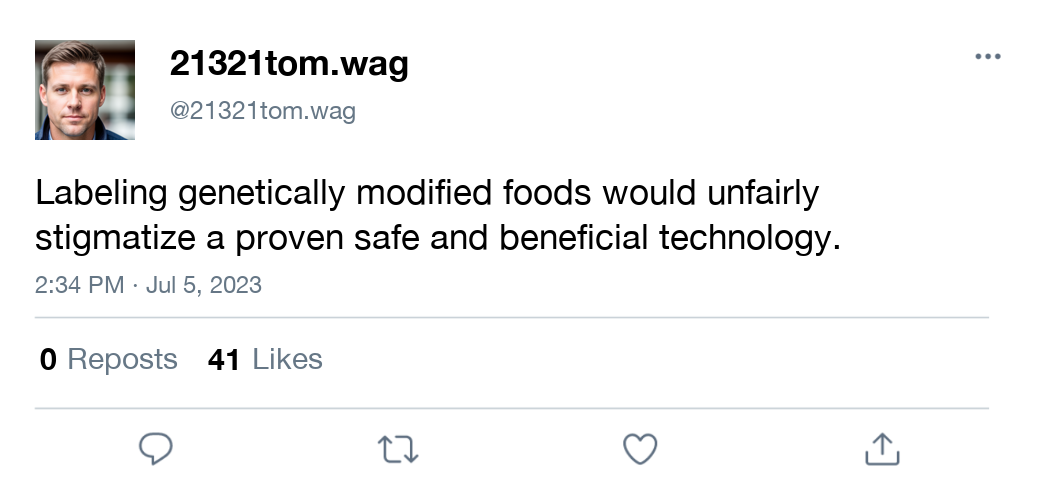 21321tom.wag
@21321tom.wag
Labeling genetically modified foods would unfairly
stigmatize a proven safe and beneficial technology.
2:34 PM · Jul 5, 2023
0 Reposts 41 Likes